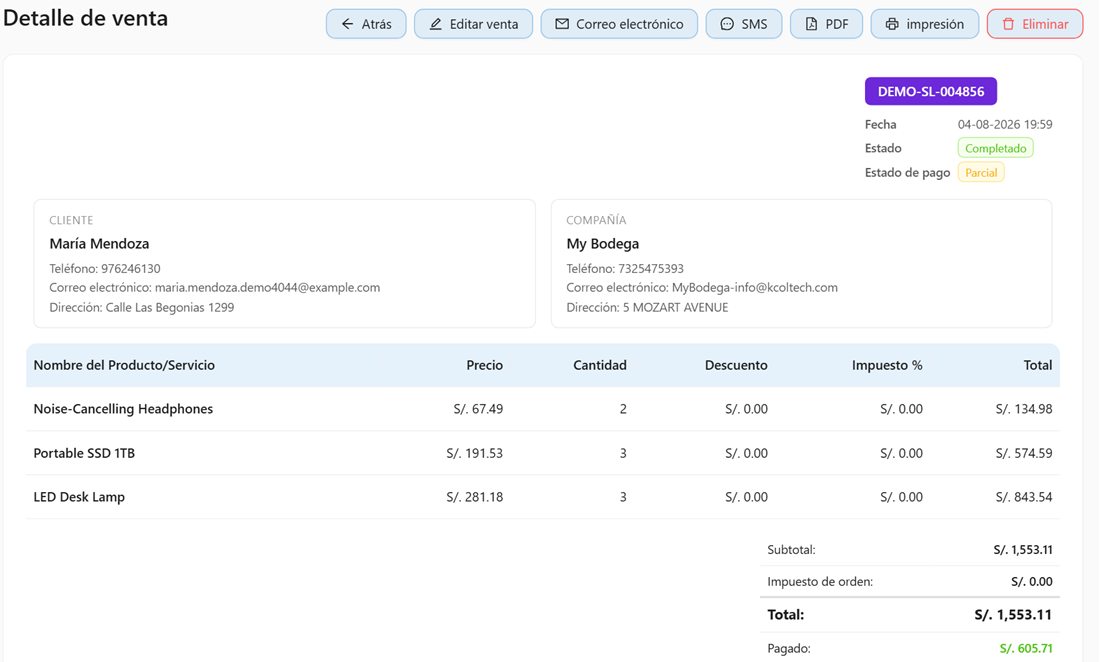 Detalle de venta
Atrás
Editar venta
Correo electrónico
SMS
PDF
impresión
Eliminar
DEMO-SL-004856
Fecha 04-08-2026 19:59
Estado Completado
Estado de pago Parcial
CLIENTE
María Mendoza
Teléfono: 976246130
Correo electrónico: maria.mendoza.demo4044@example.com
Dirección: Calle Las Begonias 1299
COMPAÑÍA
My Bodega
Teléfono: 7325475393
Correo electrónico: MyBodega-info@kcoltech.com
Dirección: 5 MOZART AVENUE
Nombre del Producto/Servicio Precio Cantidad Descuento Impuesto % Total
Noise-Cancelling Headphones S/. 67.49 2 S/. 0.00 S/. 0.00 S/. 134.98
Portable SSD 1TB S/. 191.53 3 S/. 0.00 S/. 0.00 S/. 574.59
LED Desk Lamp S/. 281.18 3 S/. 0.00 S/. 0.00 S/. 843.54
Subtotal: S/. 1,553.11
Impuesto de orden: S/. 0.00
Total: S/. 1,553.11
Pagado: S/. 605.71